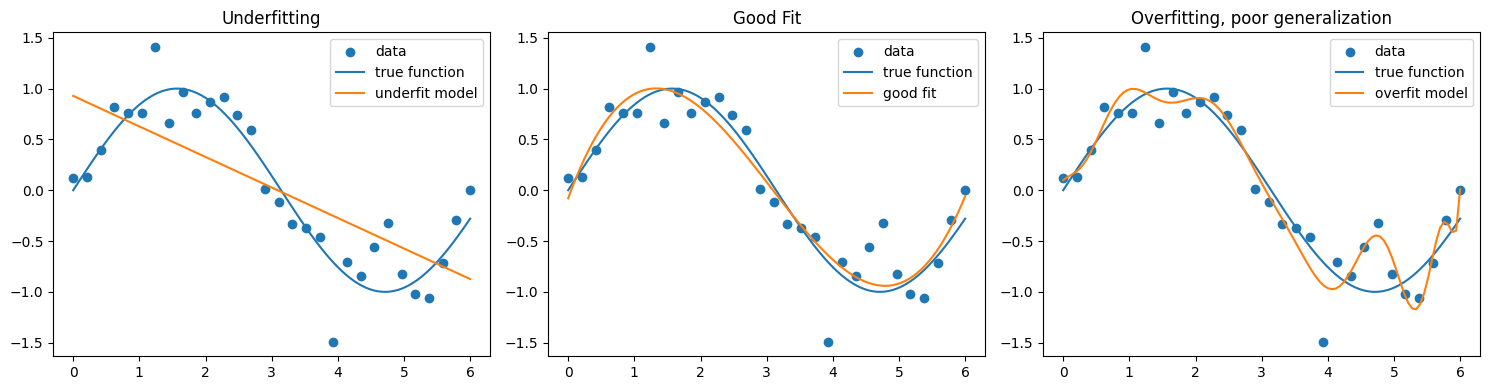 Underfitting
data
true function
underfit model
1.5
1.0
0.5
0.0
−0.5
−1.0
−1.5
0 1 2 3 4 5 6
Good Fit
data
true function
good fit
1.5
1.0
0.5
0.0
−0.5
−1.0
−1.5
0 1 2 3 4 5 6
Overfitting, poor generalization
data
true function
overfit model
1.5
1.0
0.5
0.0
−0.5
−1.0
−1.5
0 1 2 3 4 5 6